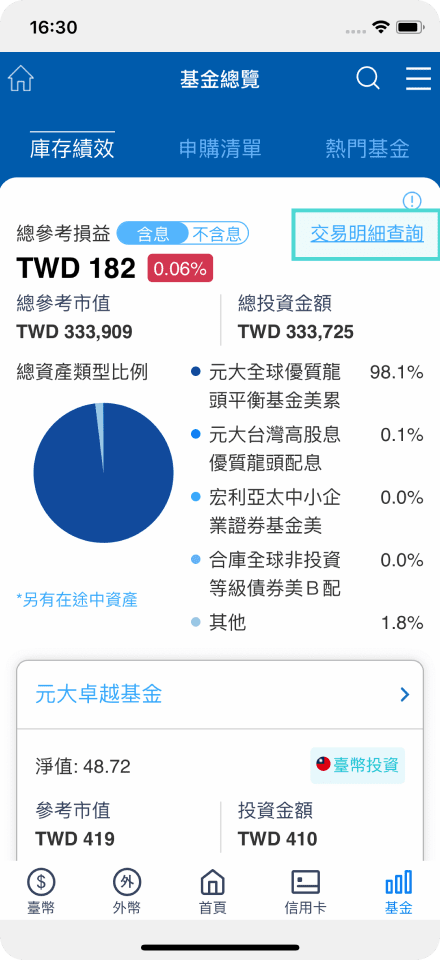 16:30
基金總覽
庫存績效 申購清單 熱門基金
總參考損益 含息 不含息 交易明細查詢
TWD 182 0.06%
總參考市值 總投資金額
TWD 333,909 TWD 333,725
總資產類型比例
元大全球優質龍 98.1%
頭平衡基金美累
元大台灣高股息 0.1%
優質龍頭配息
宏利亞太中小企 0.0%
業證券基金美
合庫全球非投資 0.0%
等級債券美B配
其他 1.8%
*另有在途中資產
元大卓越基金
淨值: 48.72 臺幣投資
參考市值 投資金額
TWD 419 TWD 410
臺幣 外幣 首頁 信用卡 基金